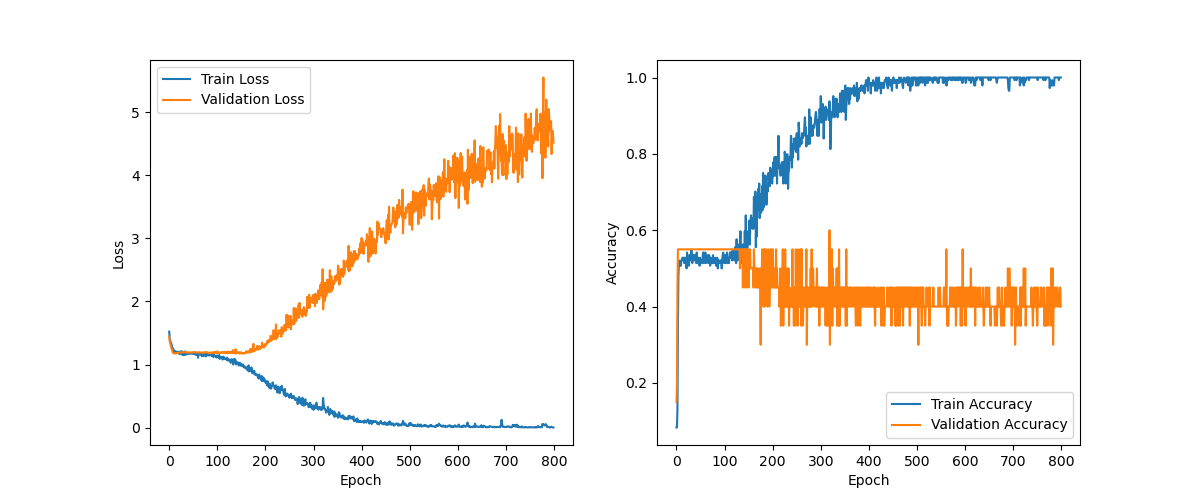 Train Loss
Validation Loss
5
4
3
2
1
0
Loss
0 100 200 300 400 500 600 700 800
Epoch
1.0
0.8
0.6
0.4
0.2
Accuracy
Train Accuracy
Validation Accuracy
0 100 200 300 400 500 600 700 800
Epoch